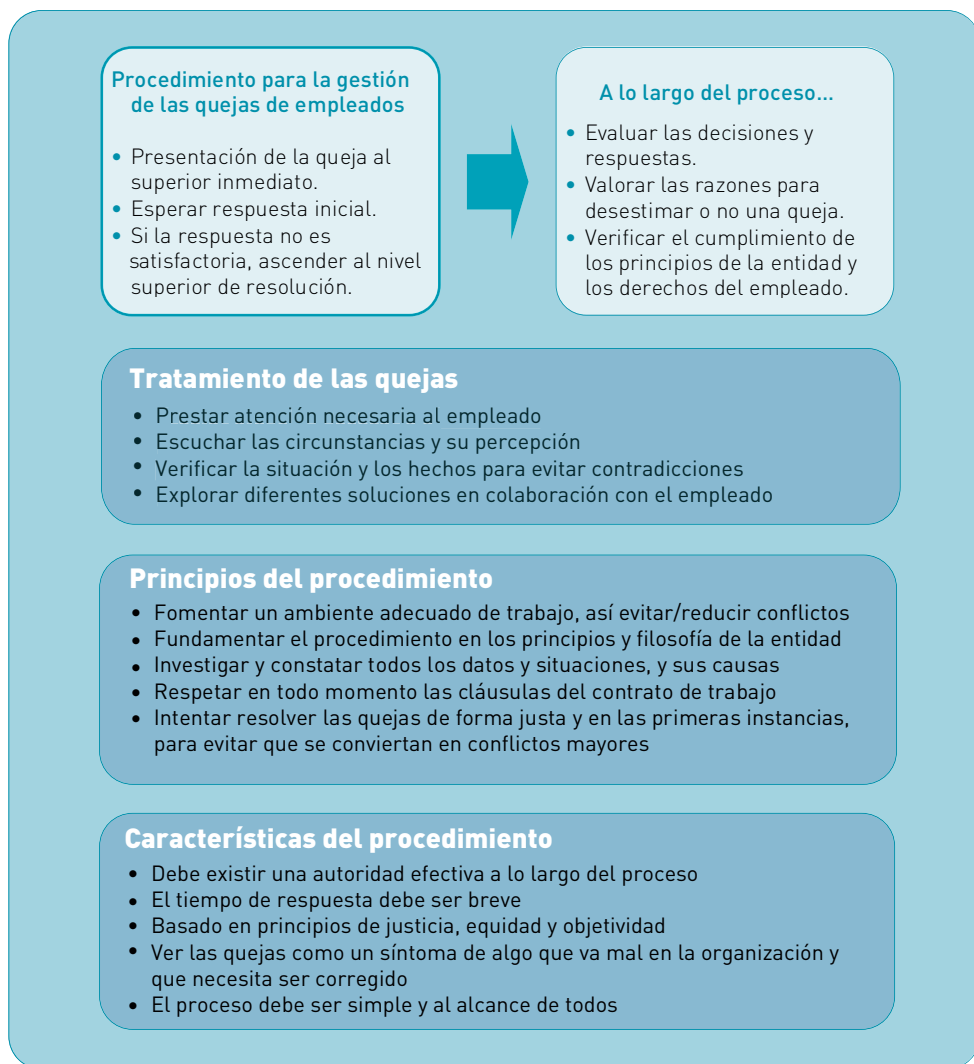 Procedimiento para la gestión
de las quejas de empleados
• Presentación de la queja al
superior inmediato.
• Esperar respuesta inicial.
• Si la respuesta no es
satisfactoria, ascender al nivel
superior de resolución.
A lo largo del proceso...
• Evaluar las decisiones y
respuestas.
• Valorar las razones para
desestimar o no una queja.
• Verificar el cumplimiento de
los principios de la entidad y
los derechos del empleado.
Tratamiento de las quejas
• Prestar atención necesaria al empleado
• Escuchar las circunstancias y su percepción
• Verificar la situación y los hechos para evitar contradicciones
• Explorar diferentes soluciones en colaboración con el empleado
Principios del procedimiento
• Fomentar un ambiente adecuado de trabajo, así evitar/reducir conflictos
• Fundamentar el procedimiento en los principios y filosofía de la entidad
• Investigar y constatar todos los datos y situaciones, y sus causas
• Respetar en todo momento las cláusulas del contrato de trabajo
• Intentar resolver las quejas de forma justa y en las primeras instancias,
para evitar que se conviertan en conflictos mayores
Características del procedimiento
• Debe existir una autoridad efectiva a lo largo del proceso
• El tiempo de respuesta debe ser breve
• Basado en principios de justicia, equidad y objetividad
• Ver las quejas como un síntoma de algo que va mal en la organización y
que necesita ser corregido
• El proceso debe ser simple y al alcance de todos